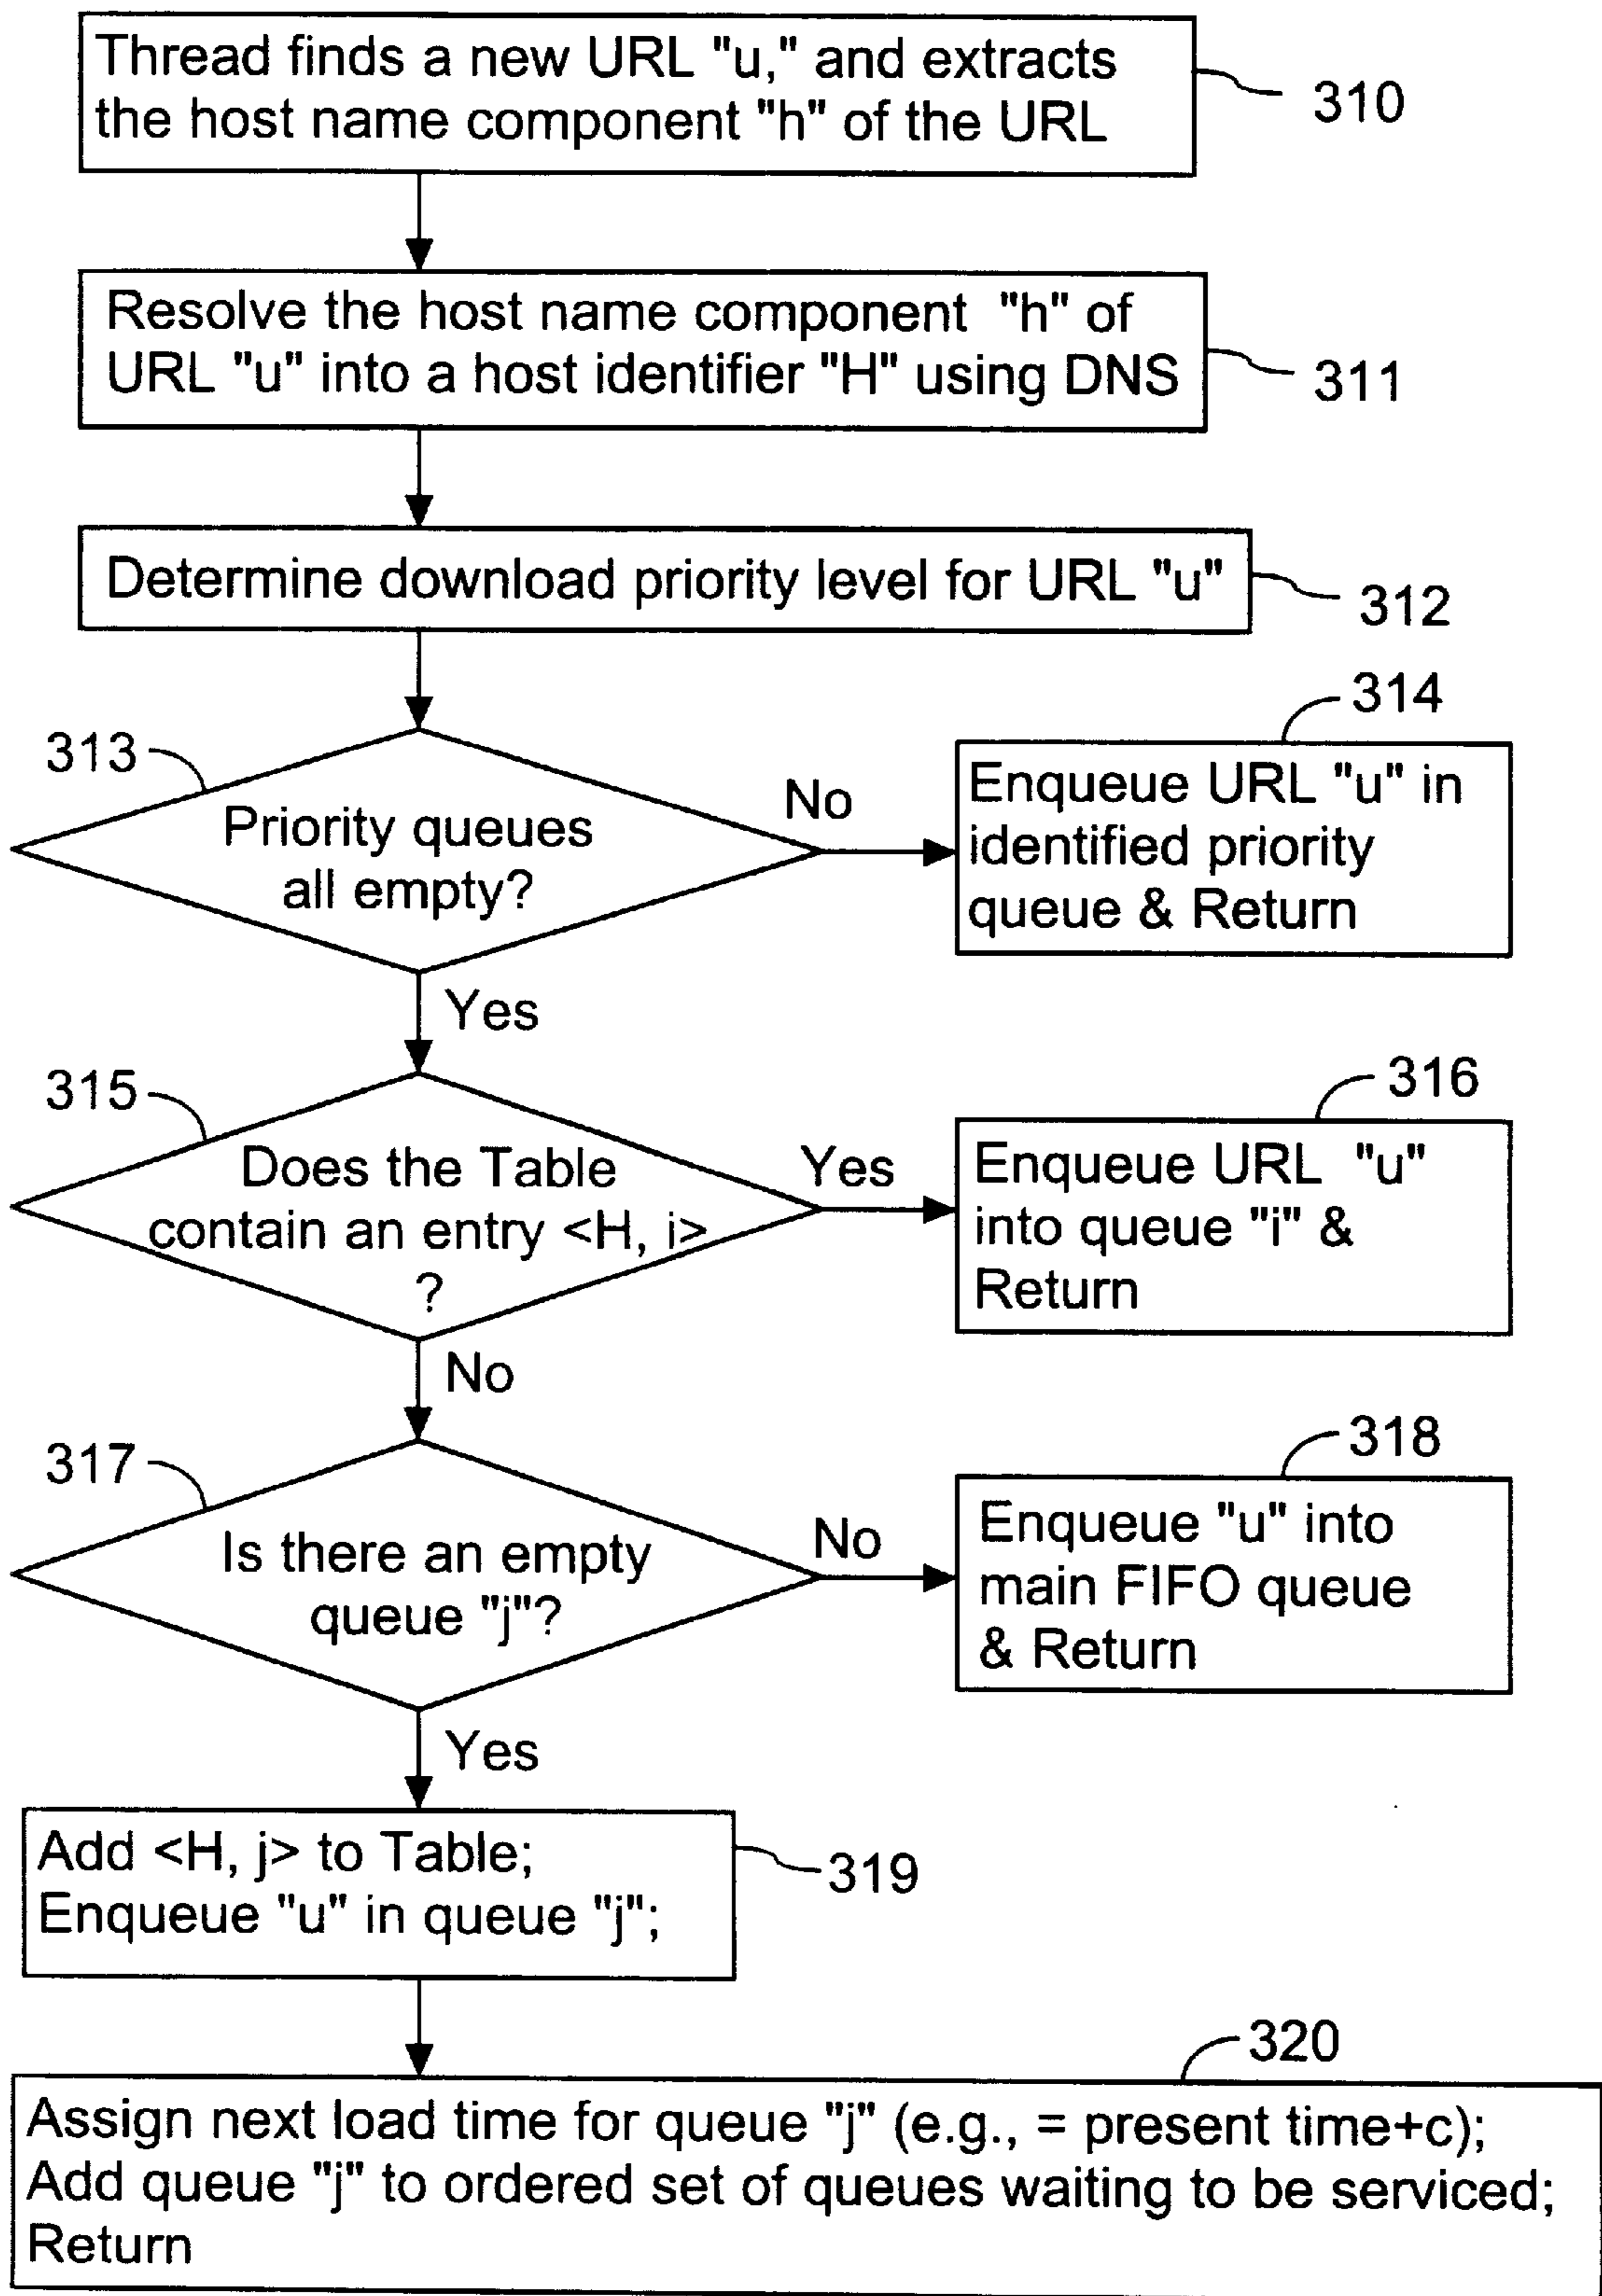 Thread finds a new URL "u," and extracts
the host name component "h" of the URL
310
Resolve the host name component "h" of
URL "u" into a host identifier "H" using DNS
311
Determine download priority level for URL "u"
312
313
Priority queues
all empty?
No
314
Enqueue URL "u" in
identified priority
queue & Return
Yes
315
Does the Table
contain an entry <H, i>
?
Yes
316
Enqueue URL "u"
into queue "i" &
Return
No
317
Is there an empty
queue "j"?
No
318
Enqueue "u" into
main FIFO queue
& Return
Yes
Add <H, j> to Table;
Enqueue "u" in queue "j";
319
320
Assign next load time for queue "j" (e.g., = present time+c);
Add queue "j" to ordered set of queues waiting to be serviced;
Return